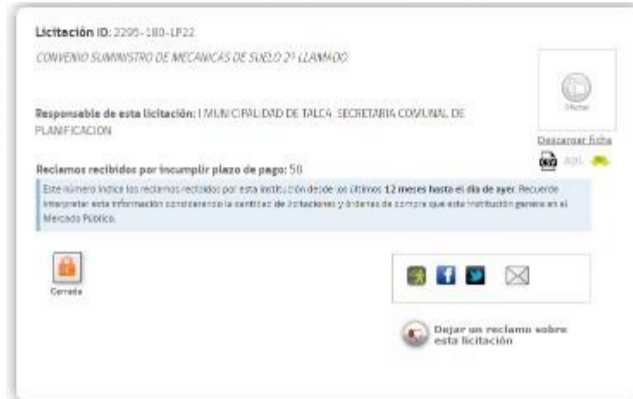 Licitación ID: 2295-180-LP22
CONVENIO SUMINISTRO DE MECANICAS DE SUELO 2º LLAMADO
Responsable de esta licitación: I MUNICIPALIDAD DE TALCA SECRETARIA COMUNAL DE
PLANIFICACION
Descargar ficha
CSV
Reclamos recibidos por incumplir plazo de pago: 58
Este número indica los reclamos recibidos por esta institución desde los últimos 12 meses hasta el día de ayer. Recuerde
interpretar esta información considerando la cantidad de licitaciones y órdenes de compra que esta institución genera en el
Mercado Público.
Cerrada
Dejar un reclamo sobre
esta licitación